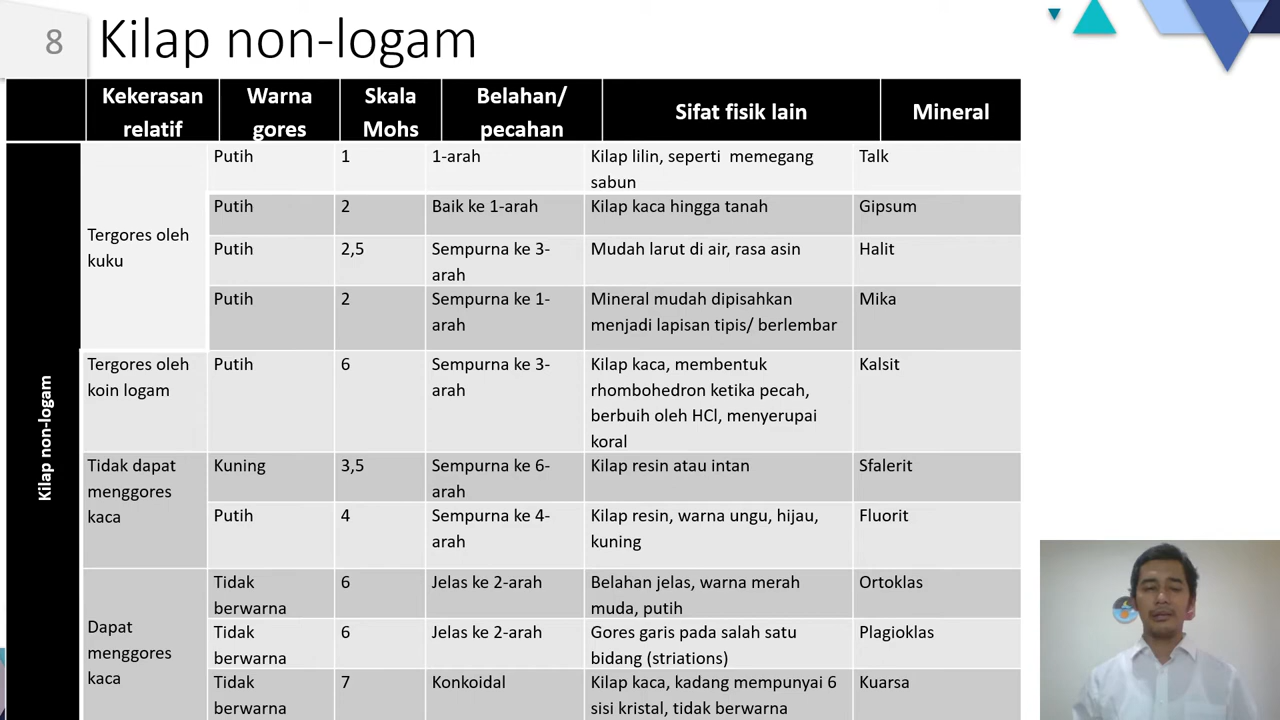 8
Kilap non-logam
Kekerasan
relatif
Warna
gores
Skala
Mohs
Belahan/
pecahan
Sifat fisik lain
Mineral
Kilap non-logam
Tergores oleh
kuku
Putih
1
1-arah
Kilap lilin, seperti memegang
sabun
Talk
Putih
2
Baik ke 1-arah
Kilap kaca hingga tanah
Gipsum
Putih
2,5
Sempurna ke 3-
arah
Mudah larut di air, rasa asin
Halit
Putih
2
Sempurna ke 1-
arah
Mineral mudah dipisahkan
menjadi lapisan tipis/ berlembar
Mika
Tergores oleh
koin logam
Putih
6
Sempurna ke 3-
arah
Kilap kaca, membentuk
rhombohedron ketika pecah,
berbuih oleh HCl, menyerupai
koral
Kalsit
Tidak dapat
menggores
kaca
Kuning
3,5
Sempurna ke 6-
arah
Kilap resin atau intan
Sfalerit
Putih
4
Sempurna ke 4-
arah
Kilap resin, warna ungu, hijau,
kuning
Fluorit
Dapat
menggores
kaca
Tidak
berwarna
6
Jelas ke 2-arah
Belahan jelas, warna merah
muda, putih
Ortoklas
Tidak
berwarna
6
Jelas ke 2-arah
Gores garis pada salah satu
bidang (striations)
Plagioklas
Tidak
berwarna
7
Konkoidal
Kilap kaca, kadang mempunyai 6
sisi kristal, tidak berwarna
Kuarsa